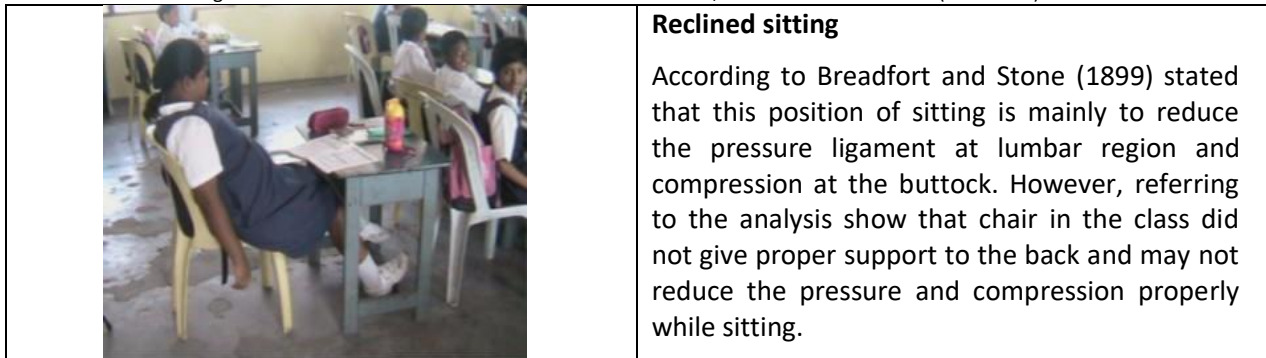 Reclined sitting
According to Breadfort and Stone (1899) stated
that this position of sitting is mainly to reduce
the pressure ligament at lumbar region and
compression at the buttock. However, referring
to the analysis show that chair in the class did
not give proper support to the back and may not
reduce the pressure and compression properly
while sitting.